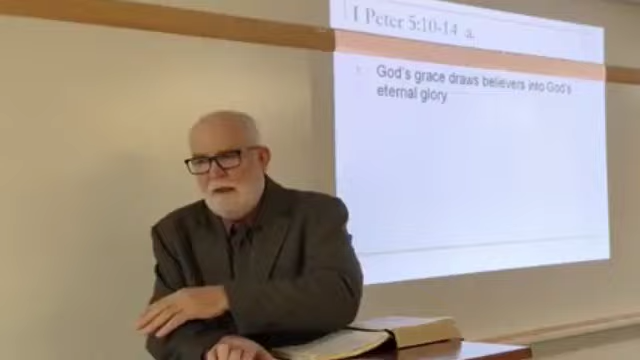 I Peter 5:10-14 a.
God's grace draws believers into God's
eternal glory